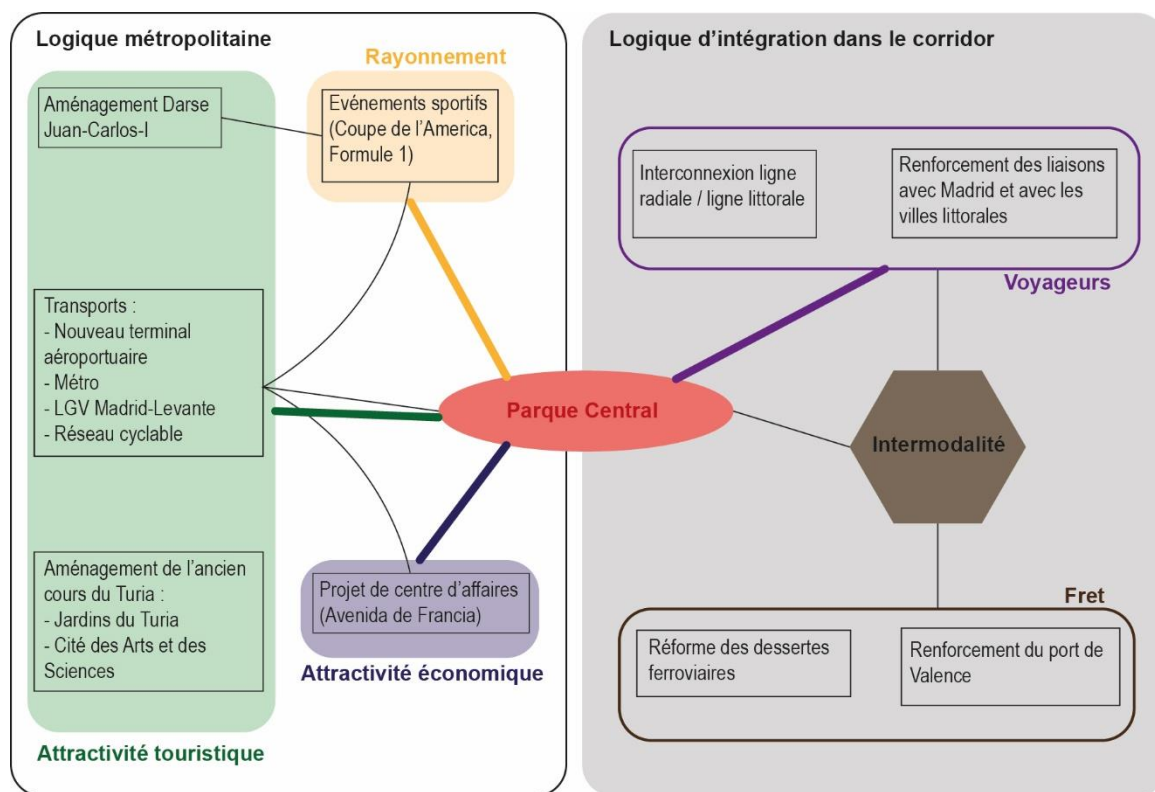 Logique métropolitaine
Rayonnement
Aménagement Darse
Juan-Carlos-I
Evénements sportifs
(Coupe de l'America,
Formule 1)
Transports :
- Nouveau terminal
aéroportuaire
- Métro
- LGV Madrid-Levante
- Réseau cyclable
Aménagement de l'ancien
cours du Turia :
- Jardins du Turia
- Cité des Arts et des
Sciences
Attractivité touristique
Projet de centre d'affaires
(Avenida de Francia)
Attractivité économique
Parque Central
Logique d'intégration dans le corridor
Interconnexion ligne
radiale / ligne littorale
Renforcement des liaisons
avec Madrid et avec les
villes littorales
Voyageurs
Intermodalité
Fret
Réforme des dessertes
ferroviaires
Renforcement du port de
Valence